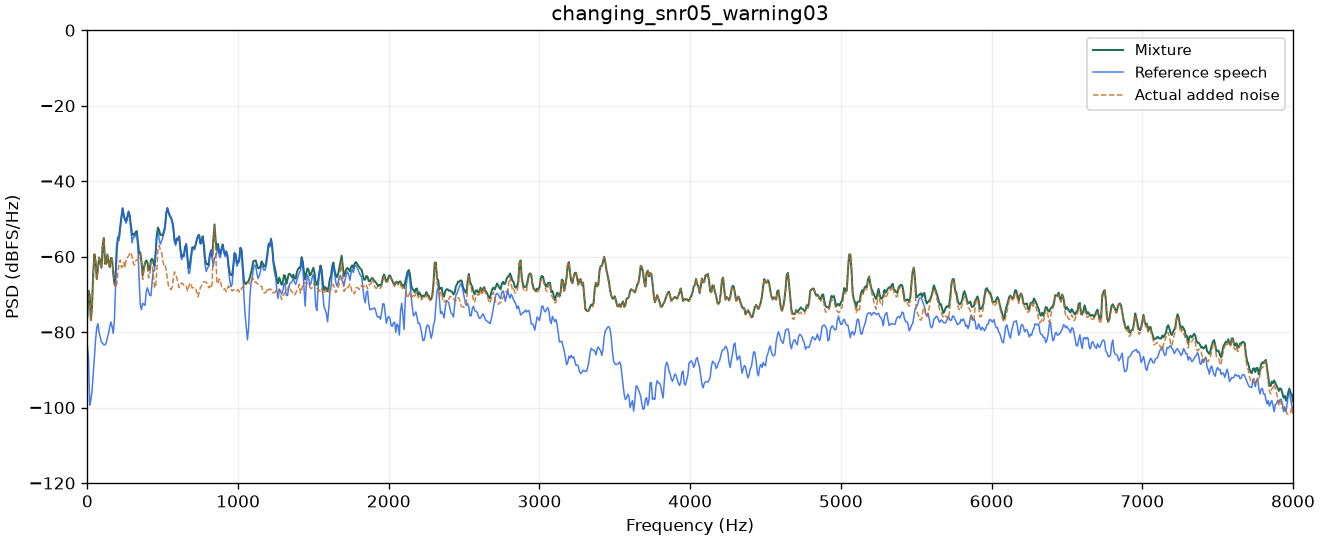 changing_snr05_warning03
PSD (dBFS/Hz)
0
−20
−40
−60
−80
−100
−120
Mixture
Reference speech
Actual added noise
0 1000 2000 3000 4000 5000 6000 7000 8000
Frequency (Hz)